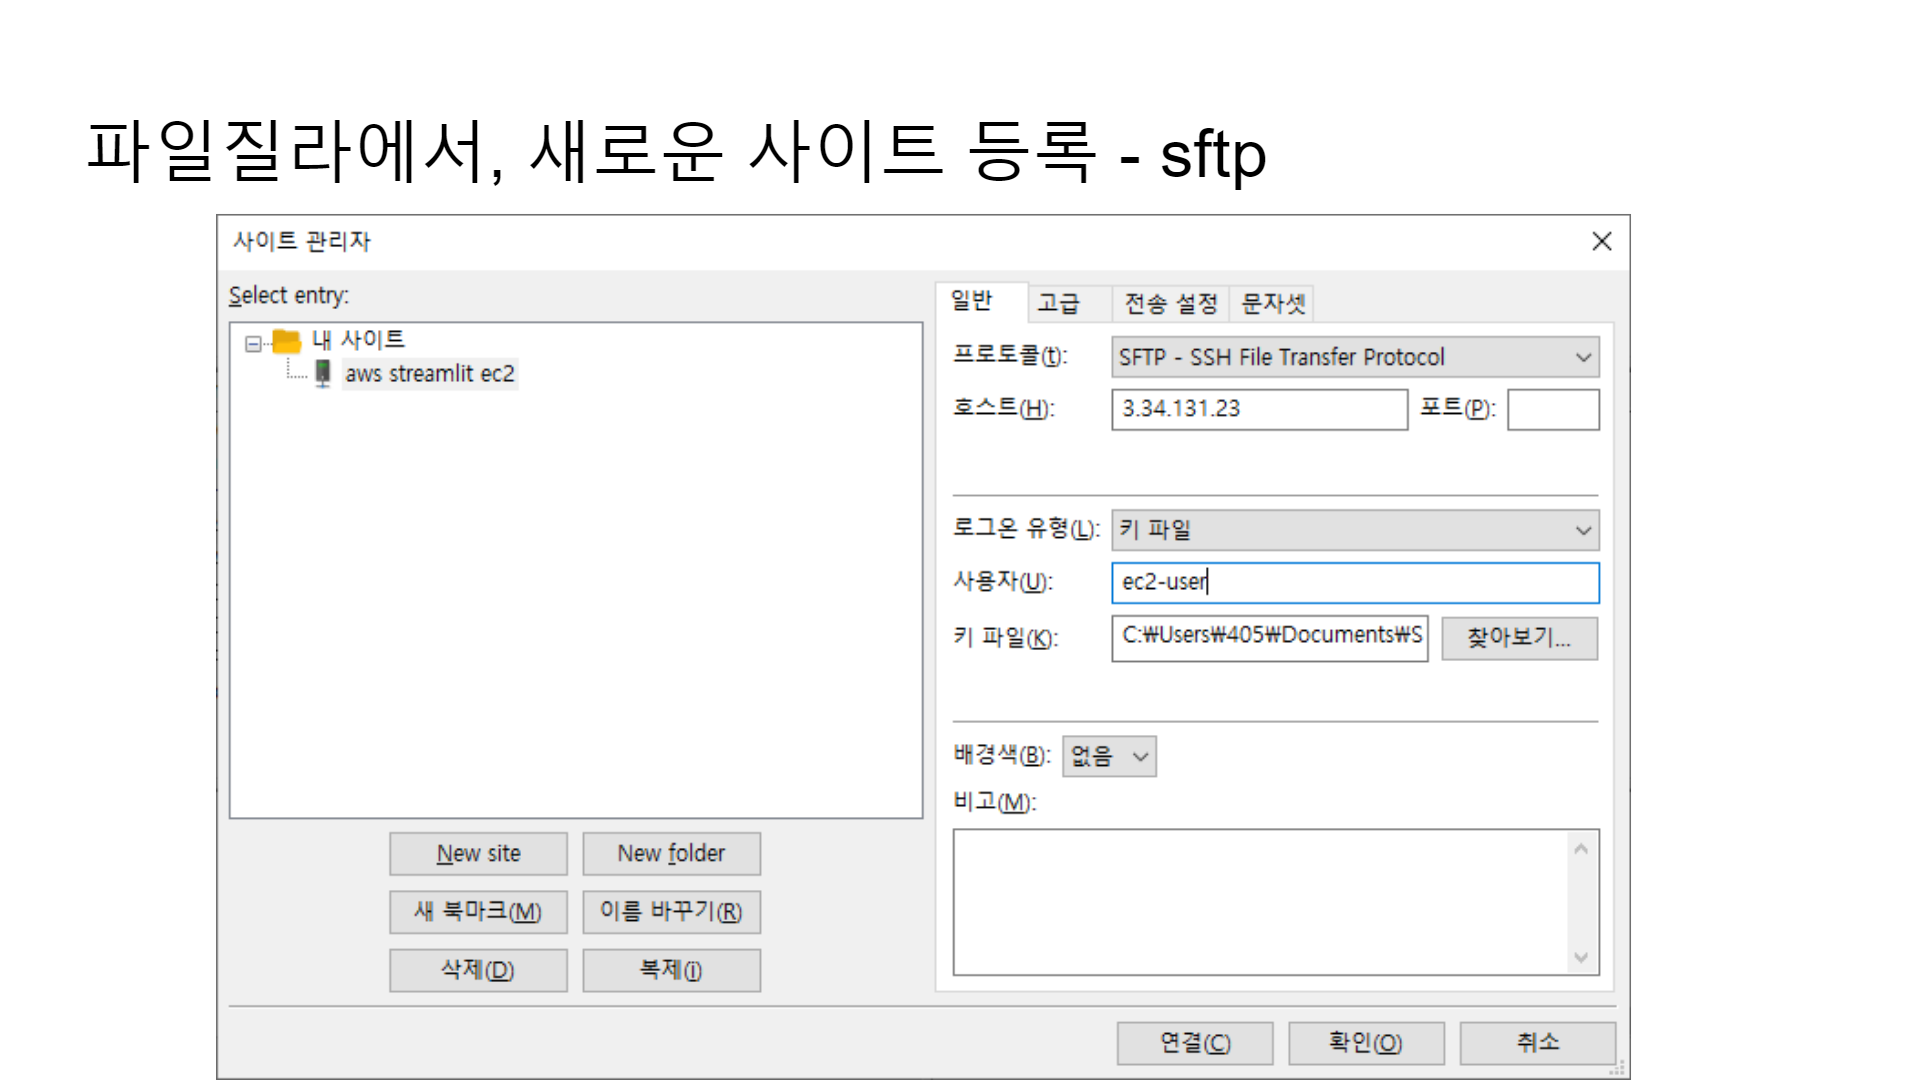 파일질라에서, 새로운 사이트 등록 - sftp
사이트 관리자
Select entry:
내 사이트
aws streamlit ec2
New site
New folder
새 북마크(M)
이름 바꾸기(R)
삭제(D)
복제(I)
일반 고급 전송 설정 문자셋
프로토콜(t): SFTP - SSH File Transfer Protocol
호스트(H): 3.34.131.23 포트(P):
로그온 유형(L): 키 파일
사용자(U): ec2-user
키 파일(K): C:₩Users₩405₩Documents₩S 찾아보기...
배경색(B): 없음
비고(M):
연결(C) 확인(O) 취소